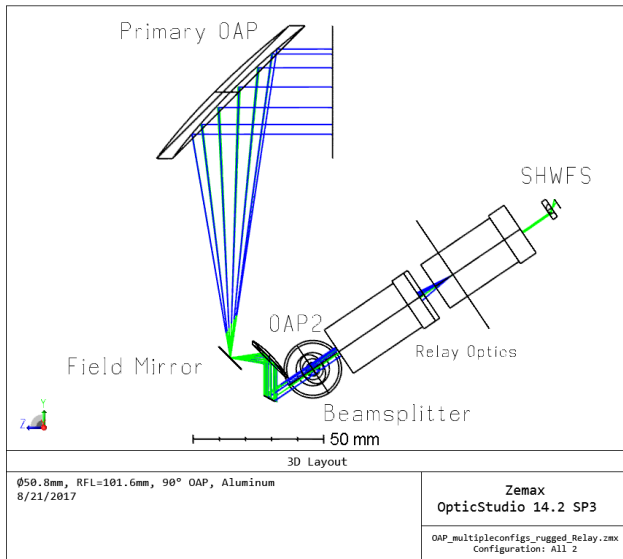 Primary OAP
SHWFS
OAP2
Field Mirror
Relay Optics
Beamsplitter
Y
Z
50 mm
3D Layout
Ø50.8mm, RFL=101.6mm, 90° OAP, Aluminum
8/21/2017
Zemax
OpticStudio 14.2 SP3
OAP_multipleconfigs_rugged_Relay.zmx
Configuration: All 2